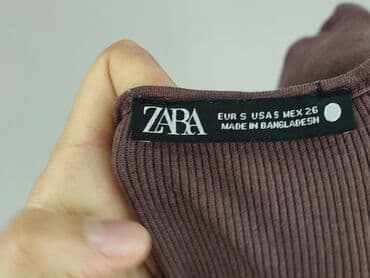 ZARA
EUR S USA S MEX 26
MADE IN BANGLADESH